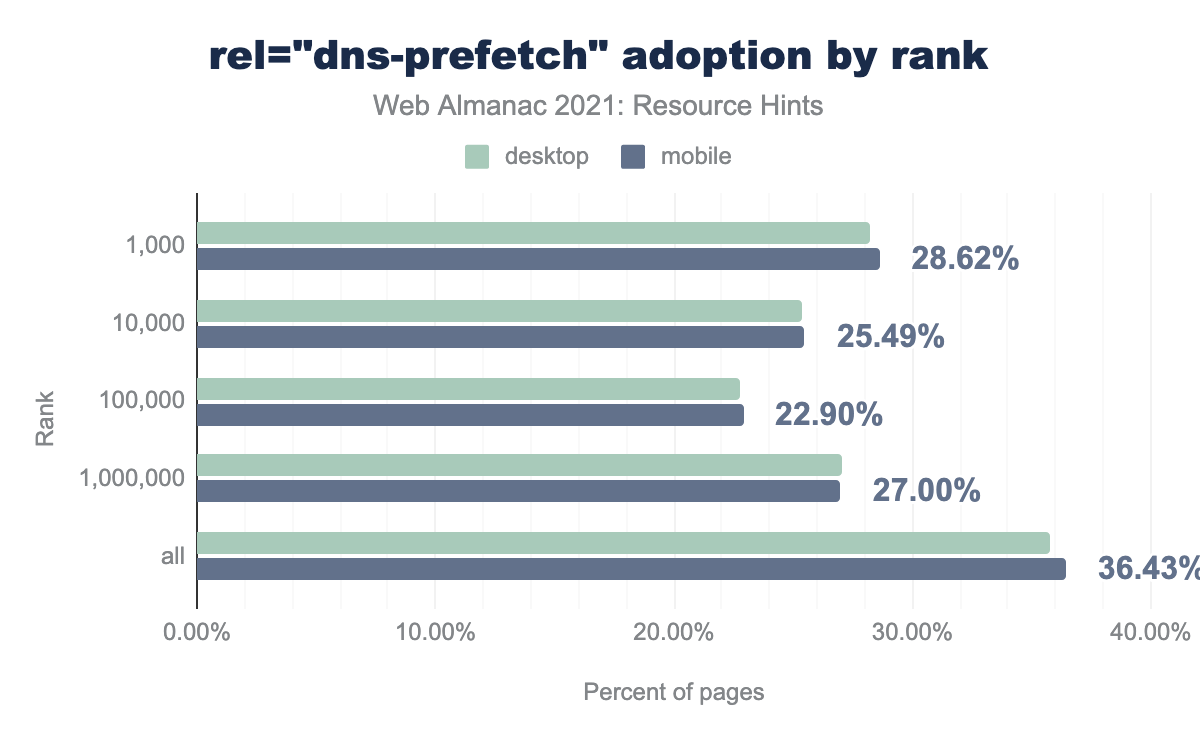 rel="dns-prefetch" adoption by rank
Web Almanac 2021: Resource Hints
desktop mobile
1,000 28.62%
10,000 25.49%
100,000 22.90%
Rank
1,000,000 27.00%
all 36.43%
0.00% 10.00% 20.00% 30.00% 40.00%
Percent of pages